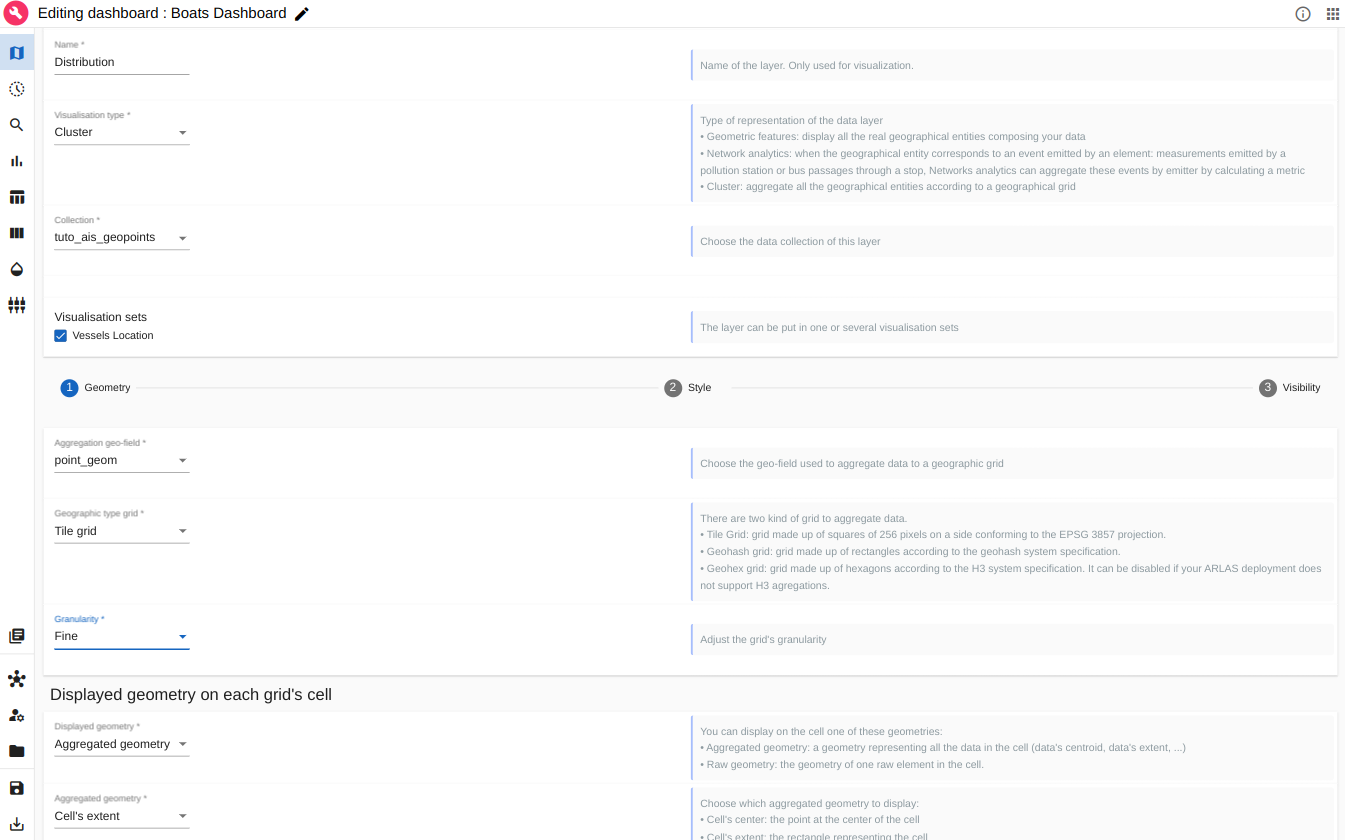 Editing dashboard : Boats Dashboard
Name *
Distribution
Name of the layer. Only used for visualization.
Visualisation type *
Cluster
Type of representation of the data layer
• Geometric features: display all the real geographical entities composing your data
• Network analytics: when the geographical entity corresponds to an event emitted by an element: measurements emitted by a
pollution station or bus passages through a stop, Networks analytics can aggregate these events by emitter by calculating a metric
• Cluster: aggregate all the geographical entities according to a geographical grid
Collection *
tuto_ais_geopoints
Choose the data collection of this layer
Visualisation sets
Vessels Location
The layer can be put in one or several visualisation sets
1 Geometry
2 Style
3 Visibility
Aggregation geo-field *
point_geom
Choose the geo-field used to aggregate data to a geographic grid
Geographic type grid *
Tile grid
There are two kind of grid to aggregate data.
• Tile Grid: grid made up of squares of 256 pixels on a side conforming to the EPSG 3857 projection.
• Geohash grid: grid made up of rectangles according to the geohash system specification.
• Geohex grid: grid made up of hexagons according to the H3 system specification. It can be disabled if your ARLAS deployment does
not support H3 agregations.
Granularity *
Fine
Adjust the grid's granularity
Displayed geometry on each grid's cell
Displayed geometry *
Aggregated geometry
You can display on the cell one of these geometries:
• Aggregated geometry: a geometry representing all the data in the cell (data's centroid, data's extent, ...)
• Raw geometry: the geometry of one raw element in the cell.
Aggregated geometry *
Cell's extent
Choose which aggregated geometry to display:
• Cell's center: the point at the center of the cell
• Cell's extent: the rectangle representing the cell